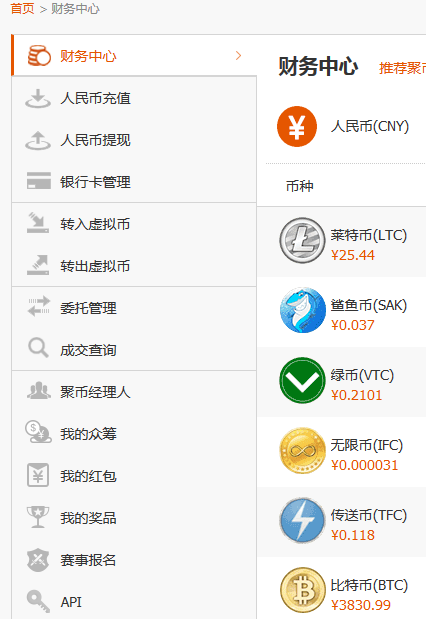 首页 > 财务中心
财务中心
人民币充值
人民币提现
银行卡管理
转入虚拟币
转出虚拟币
委托管理
成交查询
聚币经理人
我的众筹
我的红包
我的奖品
赛事报名
API
财务中心 推荐聚币
人民币(CNY)
币种
莱特币(LTC)
¥25.44
鲨鱼币(SAK)
¥0.037
绿币(VTC)
¥0.2101
无限币(IFC)
¥0.000031
传送币(TFC)
¥0.118
比特币(BTC)
¥3830.99